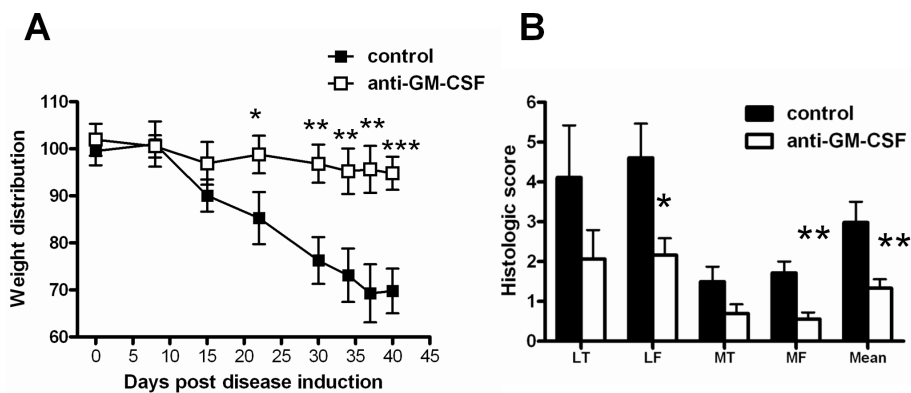 A
control
anti-GM-CSF
110
100
90
80
70
60
Weight distribution
*
**
**
**
***
0 5 10 15 20 25 30 35 40 45
Days post disease induction
B
control
anti-GM-CSF
6
5
4
3
2
1
0
Histologic score
*
**
**
LT LF MT MF Mean